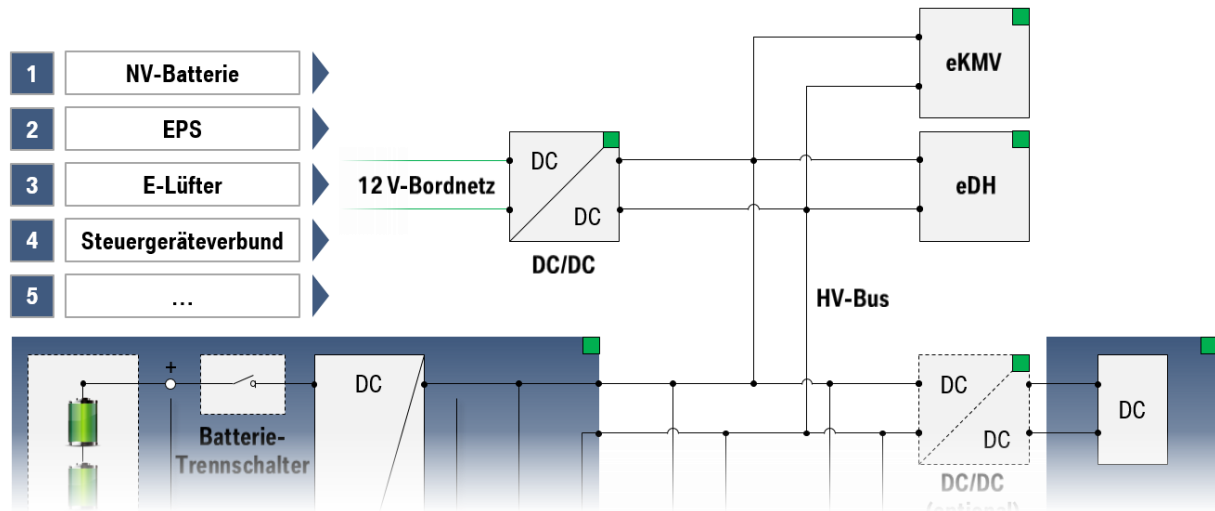 1 NV-Batterie
2 EPS
3 E-Lüfter
4 Steuergeräteverbund
5 ...
12 V-Bordnetz
DC
DC
DC/DC
eKMV
eDH
HV-Bus
+
Batterie-
Trennschalter
DC
DC
DC
DC/DC
(optional)
DC